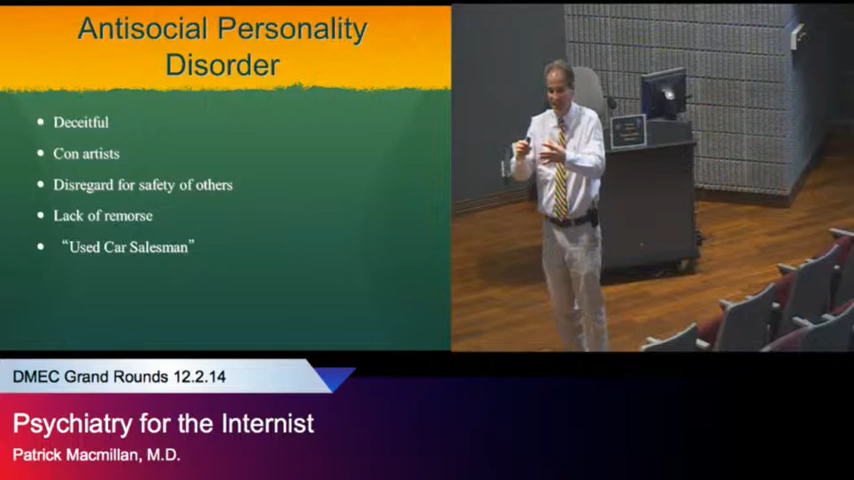 Antisocial Personality
Disorder
• Deceitful
• Con artists
• Disregard for safety of others
• Lack of remorse
• “Used Car Salesman”
DMEC Grand Rounds 12.2.14
Psychiatry for the Internist
Patrick Macmillan, M.D.